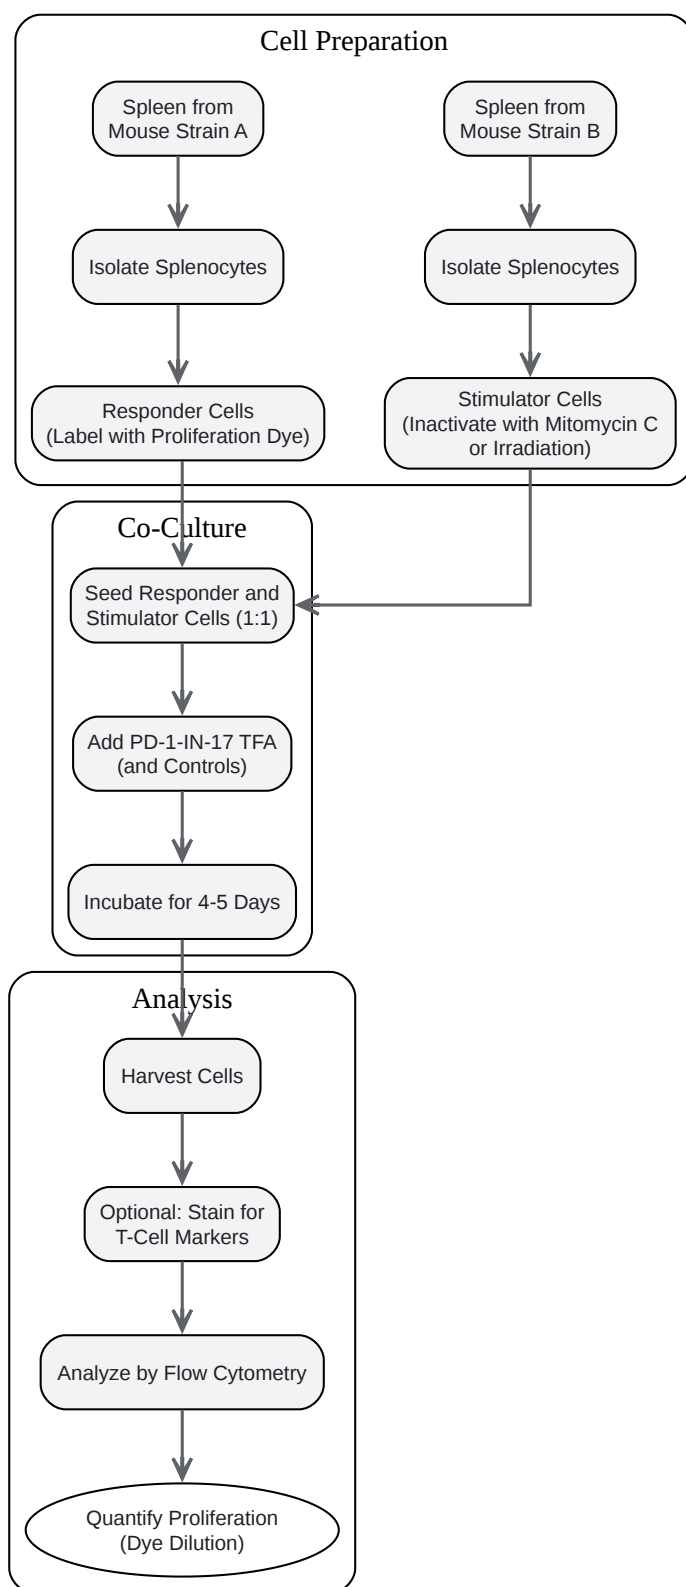 Cell Preparation
Spleen from
Mouse Strain A
Spleen from
Mouse Strain B
Isolate Splenocytes
Isolate Splenocytes
Responder Cells
(Label with Proliferation Dye)
Stimulator Cells
(Inactivate with Mitomycin C
or Irradiation)
Co-Culture
Seed Responder and
Stimulator Cells (1:1)
Add PD-1-IN-17 TFA
(and Controls)
Incubate for 4-5 Days
Analysis
Harvest Cells
Optional: Stain for
T-Cell Markers
Analyze by Flow Cytometry
Quantify Proliferation
(Dye Dilution)